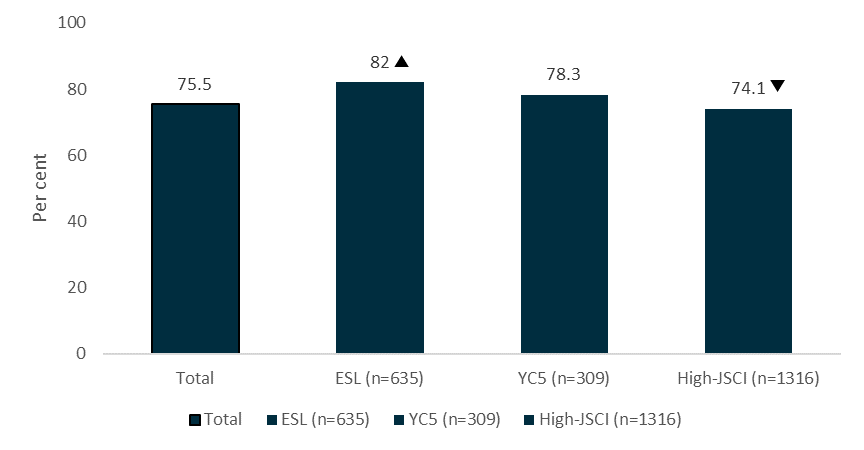 100
80
60
40
20
0
Per cent
75.5
82 ▲
78.3
74.1 ▼
Total
ESL (n=635)
YC5 (n=309)
High-JSCI (n=1316)
Total ESL (n=635) YC5 (n=309) High-JSCI (n=1316)